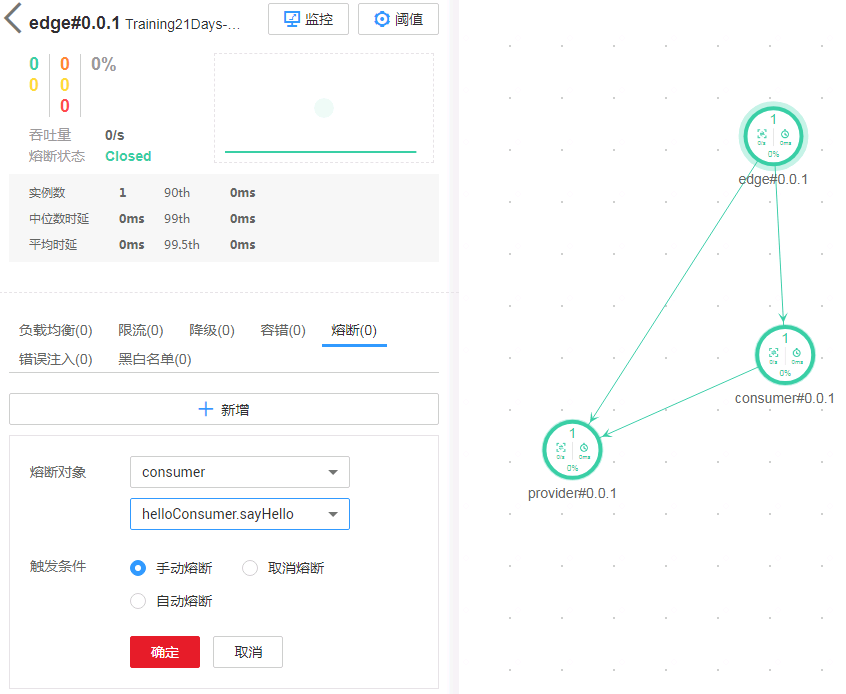 edge#0.0.1 Training21Days-...
监控
阈值
0 0 0%
0 0
0
吞吐量 0/s
熔断状态 Closed
实例数 1 90th 0ms
中位数时延 0ms 99th 0ms
平均时延 0ms 99.5th 0ms
负载均衡(0) 限流(0) 降级(0) 容错(0) 熔断(0)
错误注入(0) 黑白名单(0)
新增
熔断对象 consumer
helloConsumer.sayHello
触发条件 手动熔断 取消熔断
自动熔断
确定 取消
1
0/s 0ms
0%
edge#0.0.1
1
0/s 0ms
0%
consumer#0.0.1
1
0/s 0ms
0%
provider#0.0.1